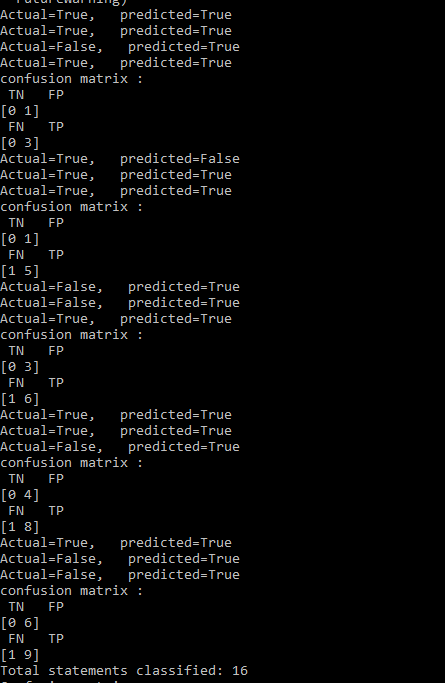 FutureWarning)
Actual=True,   predicted=True
Actual=True,   predicted=True
Actual=False,   predicted=True
Actual=True,   predicted=True
confusion matrix :
 TN   FP
[0 1]
 FN   TP
[0 3]
Actual=True,   predicted=False
Actual=True,   predicted=True
Actual=True,   predicted=True
confusion matrix :
 TN   FP
[0 1]
 FN   TP
[1 5]
Actual=False,   predicted=True
Actual=False,   predicted=True
Actual=True,   predicted=True
confusion matrix :
 TN   FP
[0 3]
 FN   TP
[1 6]
Actual=True,   predicted=True
Actual=True,   predicted=True
Actual=False,   predicted=True
confusion matrix :
 TN   FP
[0 4]
 FN   TP
[1 8]
Actual=True,   predicted=True
Actual=False,   predicted=True
Actual=False,   predicted=True
confusion matrix :
 TN   FP
[0 6]
 FN   TP
[1 9]
Total statements classified: 16